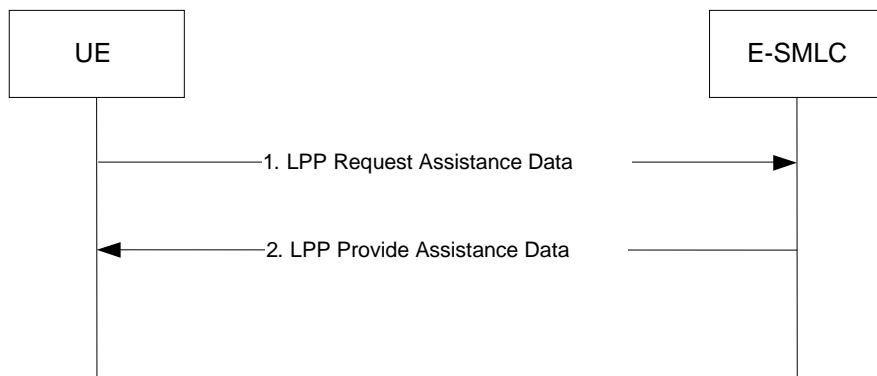 UE
E-SMLC
1. LPP Request Assistance Data
2. LPP Provide Assistance Data